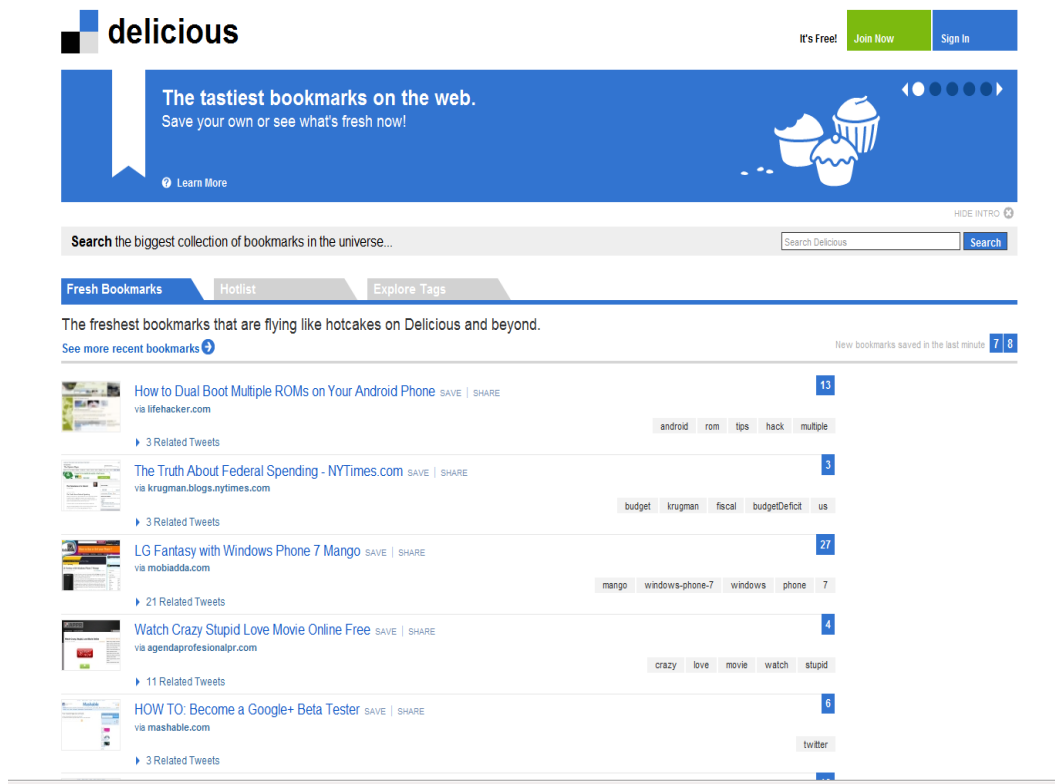 delicious
It's Free! Join Now Sign In
The tastiest bookmarks on the web.
Save your own or see what's fresh now!
? Learn More
HIDE INTRO
Search the biggest collection of bookmarks in the universe...
Search Delicious Search
Fresh Bookmarks Hotlist Explore Tags
The freshest bookmarks that are flying like hotcakes on Delicious and beyond.
See more recent bookmarks
New bookmarks saved in the last minute 7 8
How to Dual Boot Multiple ROMs on Your Android Phone SAVE | SHARE 13
via lifehacker.com
android rom tips hack multiple
3 Related Tweets
The Truth About Federal Spending - NYTimes.com SAVE | SHARE 3
via krugman.blogs.nytimes.com
budget krugman fiscal budgetDeficit us
3 Related Tweets
LG Fantasy with Windows Phone 7 Mango SAVE | SHARE 27
via mobiadda.com
mango windows-phone-7 windows phone 7
21 Related Tweets
Watch Crazy Stupid Love Movie Online Free SAVE | SHARE 4
via agendaprofesionalpr.com
crazy love movie watch stupid
11 Related Tweets
HOW TO: Become a Google+ Beta Tester SAVE | SHARE 6
via mashable.com
twitter
3 Related Tweets